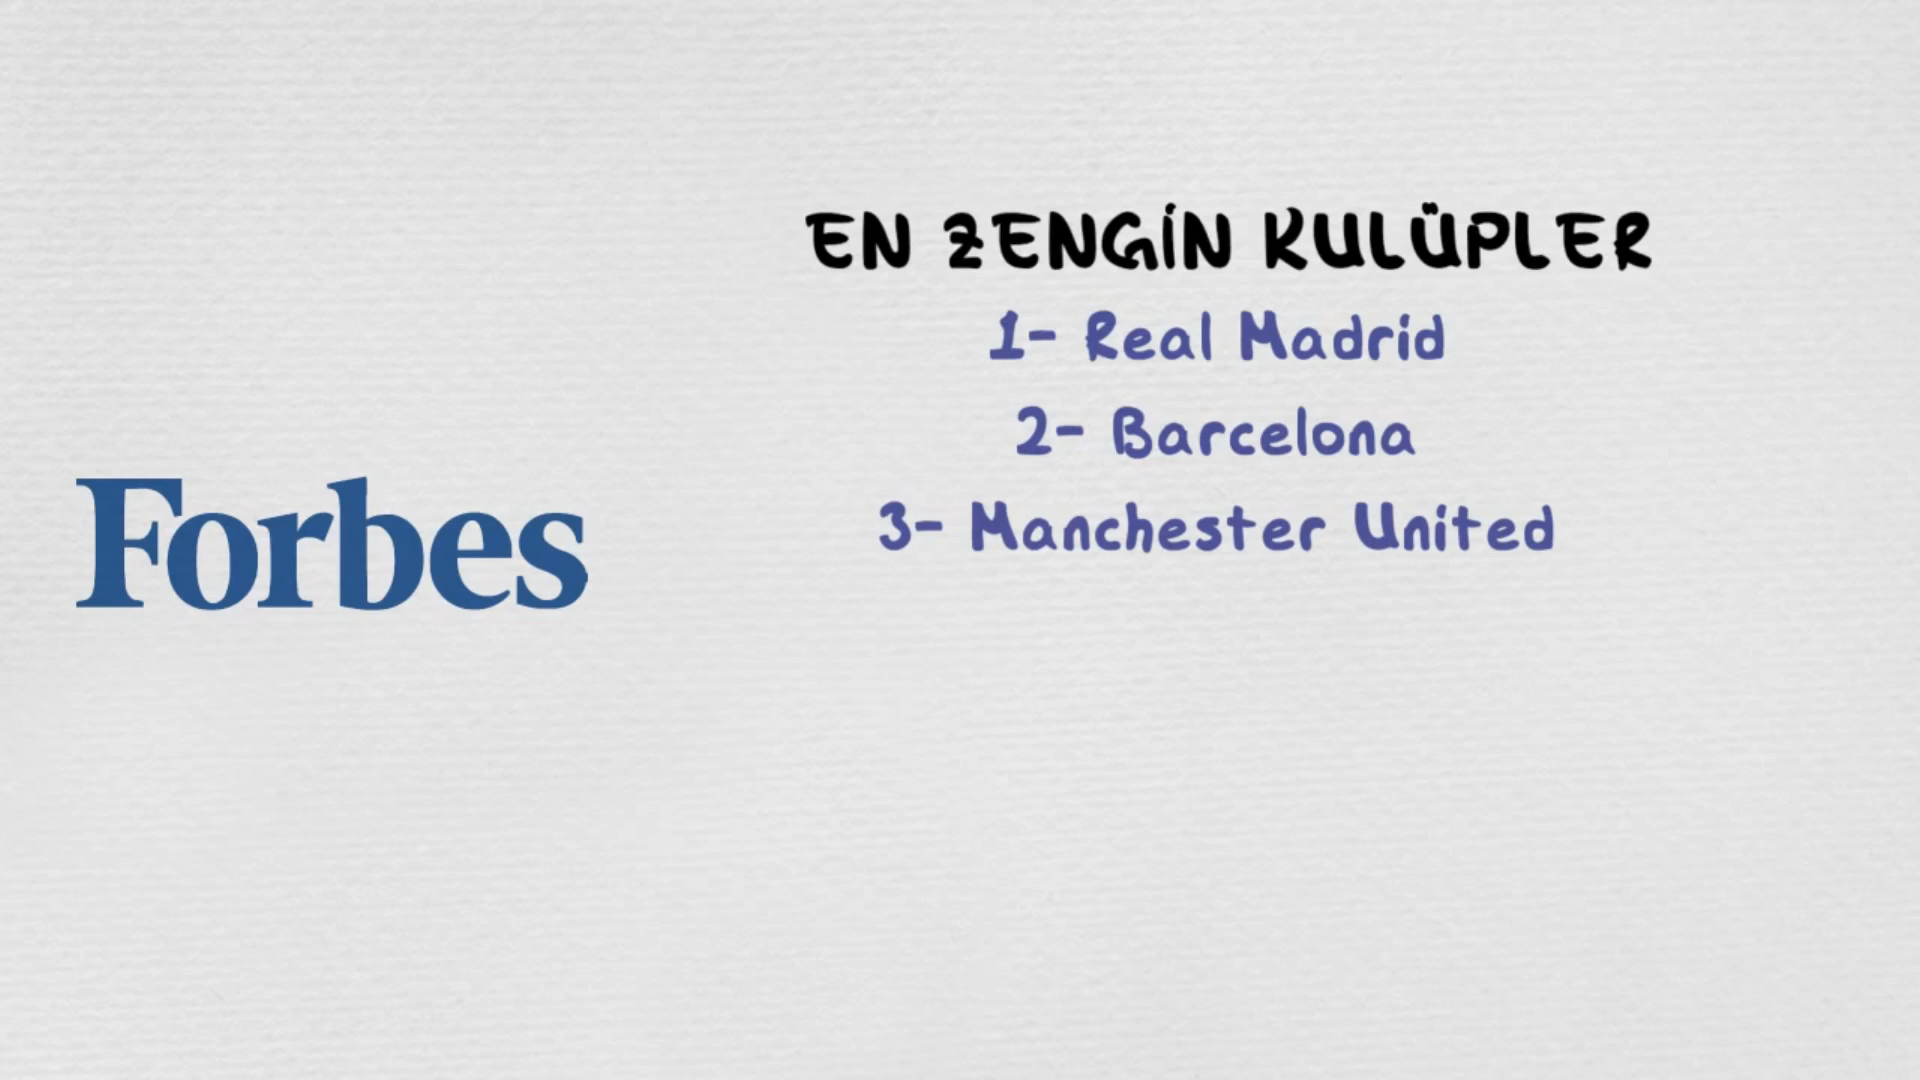 EN ZENGİN KULÜPLER
1- Real Madrid
2- Barcelona
3- Manchester United
Forbes